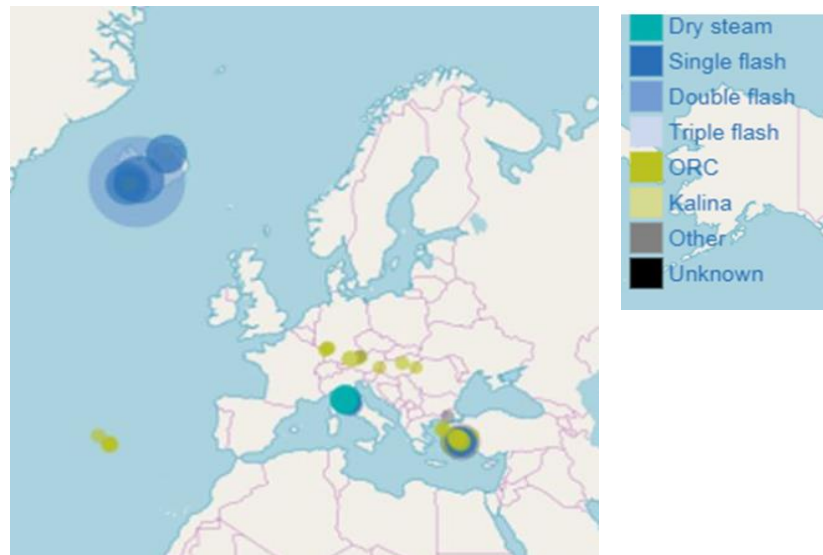 Dry steam
Single flash
Double flash
Triple flash
ORC
Kalina
Other
Unknown